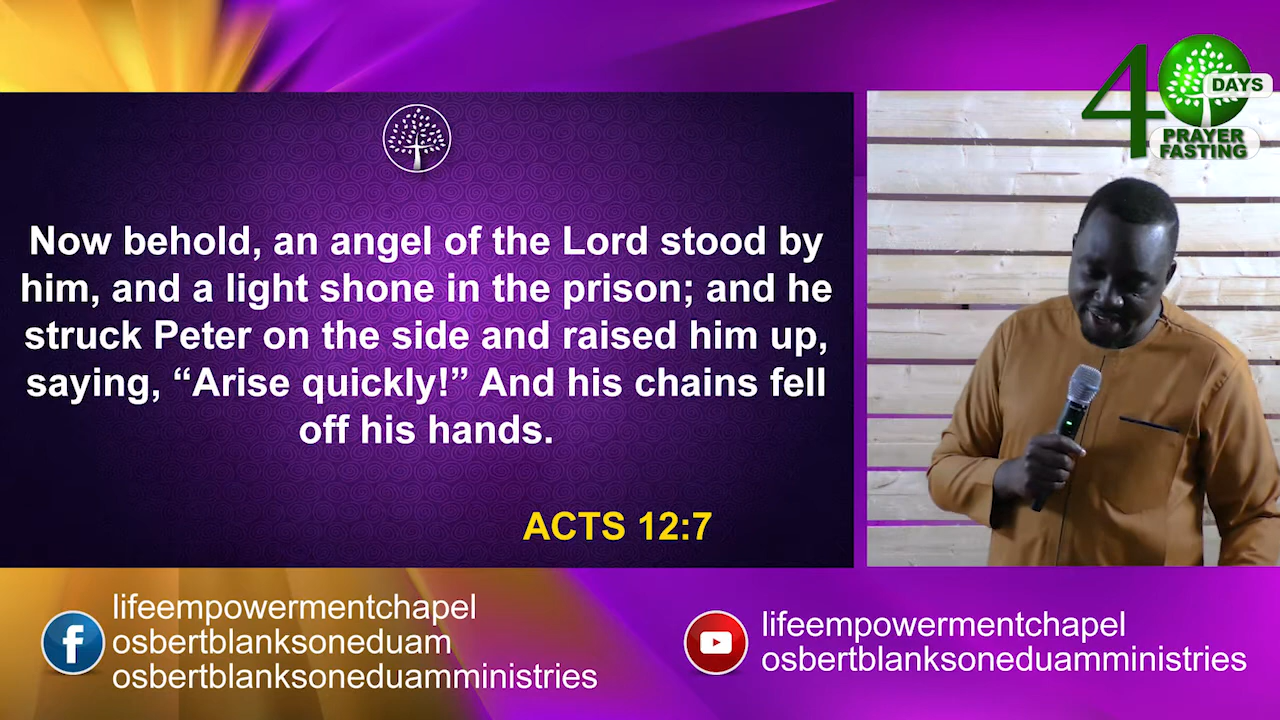 40 DAYS
PRAYER
FASTING
Now behold, an angel of the Lord stood by
him, and a light shone in the prison; and he
struck Peter on the side and raised him up,
saying, “Arise quickly!” And his chains fell
off his hands.
ACTS 12:7
lifeempowermentchapel
osbertblanksoneduam
osbertblanksoneduamministries
lifeempowermentchapel
osbertblanksoneduamministries